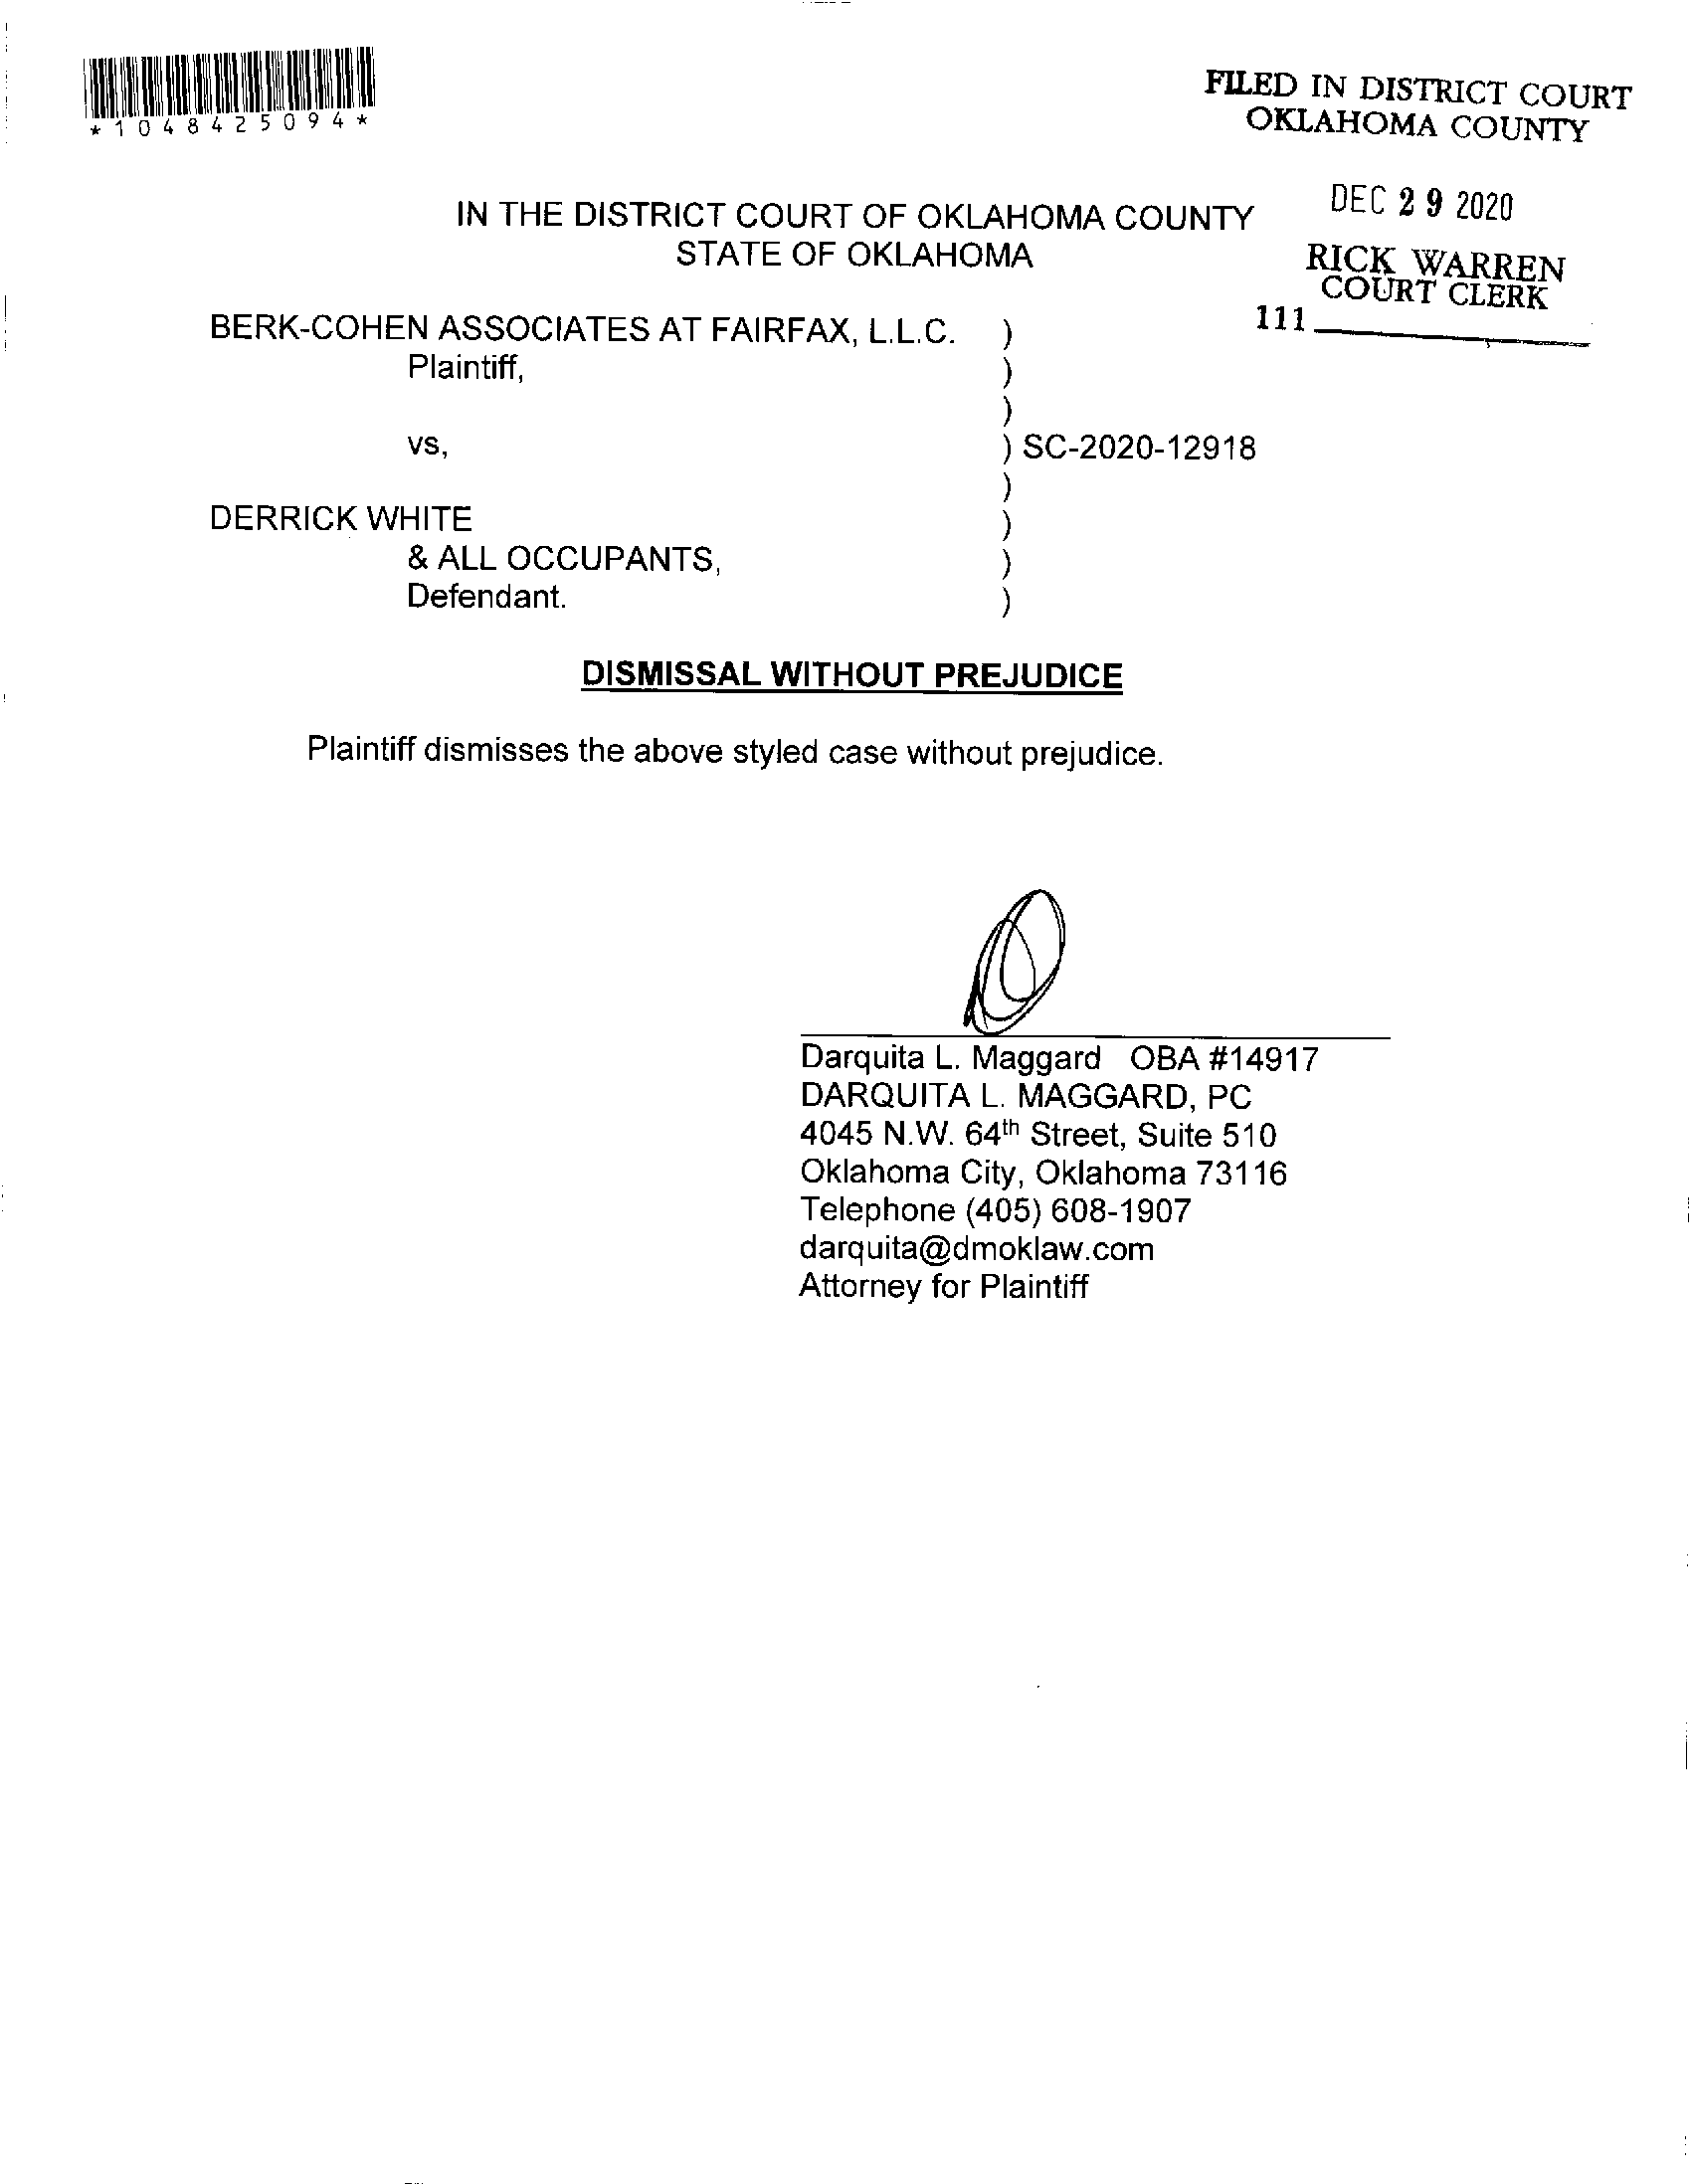 *1048425094*
FILED IN DISTRICT COURT
OKLAHOMA COUNTY
DEC 29 2020
RICK WARREN
COURT CLERK
111
IN THE DISTRICT COURT OF OKLAHOMA COUNTY
STATE OF OKLAHOMA
BERK-COHEN ASSOCIATES AT FAIRFAX, L.L.C. )
Plaintiff, )
)
vs, ) SC-2020-12918
)
DERRICK WHITE )
& ALL OCCUPANTS, )
Defendant. )
DISMISSAL WITHOUT PREJUDICE
Plaintiff dismisses the above styled case without prejudice.
Darquita L. Maggard OBA #14917
DARQUITA L. MAGGARD, PC
4045 N.W. 64th Street, Suite 510
Oklahoma City, Oklahoma 73116
Telephone (405) 608-1907
darquita@dmoklaw.com
Attorney for Plaintiff